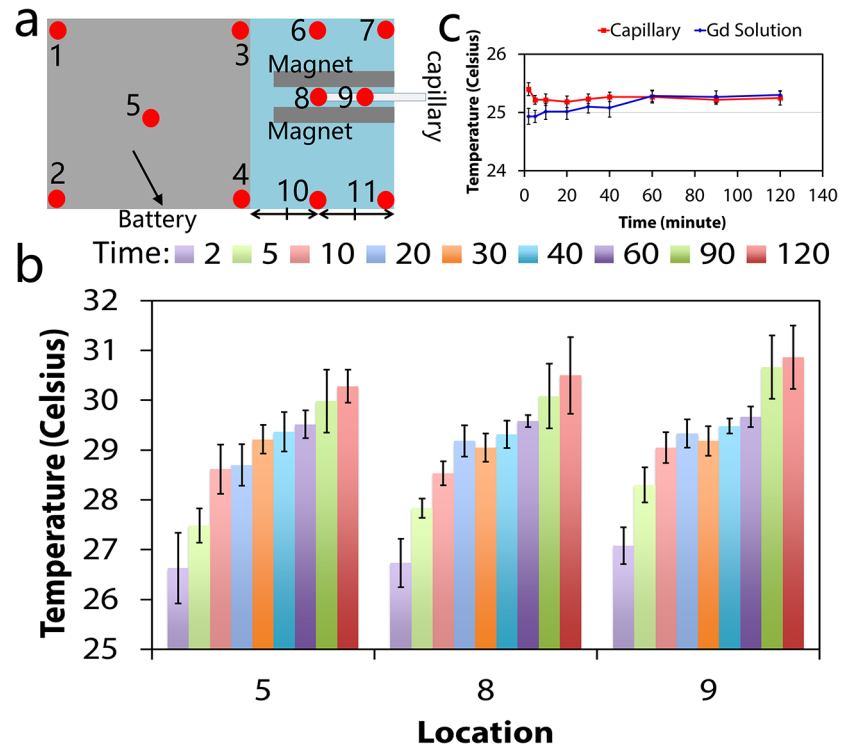 a
1
3
6
7
Magnet
capillary
5
8
9
Magnet
2
4
10
11
Battery
c
Capillary
Gd Solution
Temperature (Celsius)
26
25
24
0
20
40
60
80
100
120
140
Time (minute)
b
Time: 2 5 10 20 30 40 60 90 120
Temperature (Celsius)
32
31
30
29
28
27
26
25
5
8
9
Location